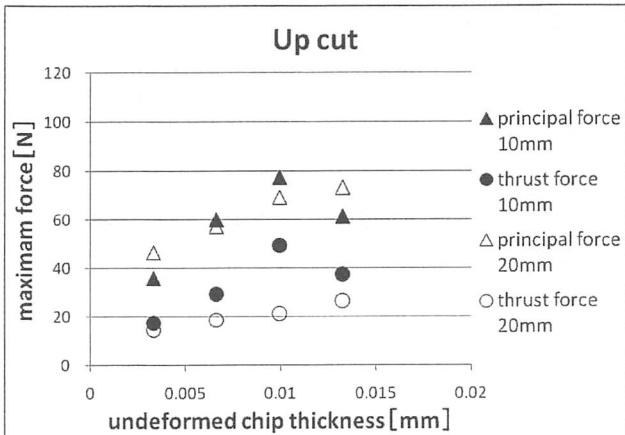 Up cut
maximam force[N]
120
100
80
60
40
20
0
0
0.005
0.01
0.015
0.02
undeformed chip thickness[mm]
principal force
10mm
thrust force
10mm
principal force
20mm
thrust force
20mm